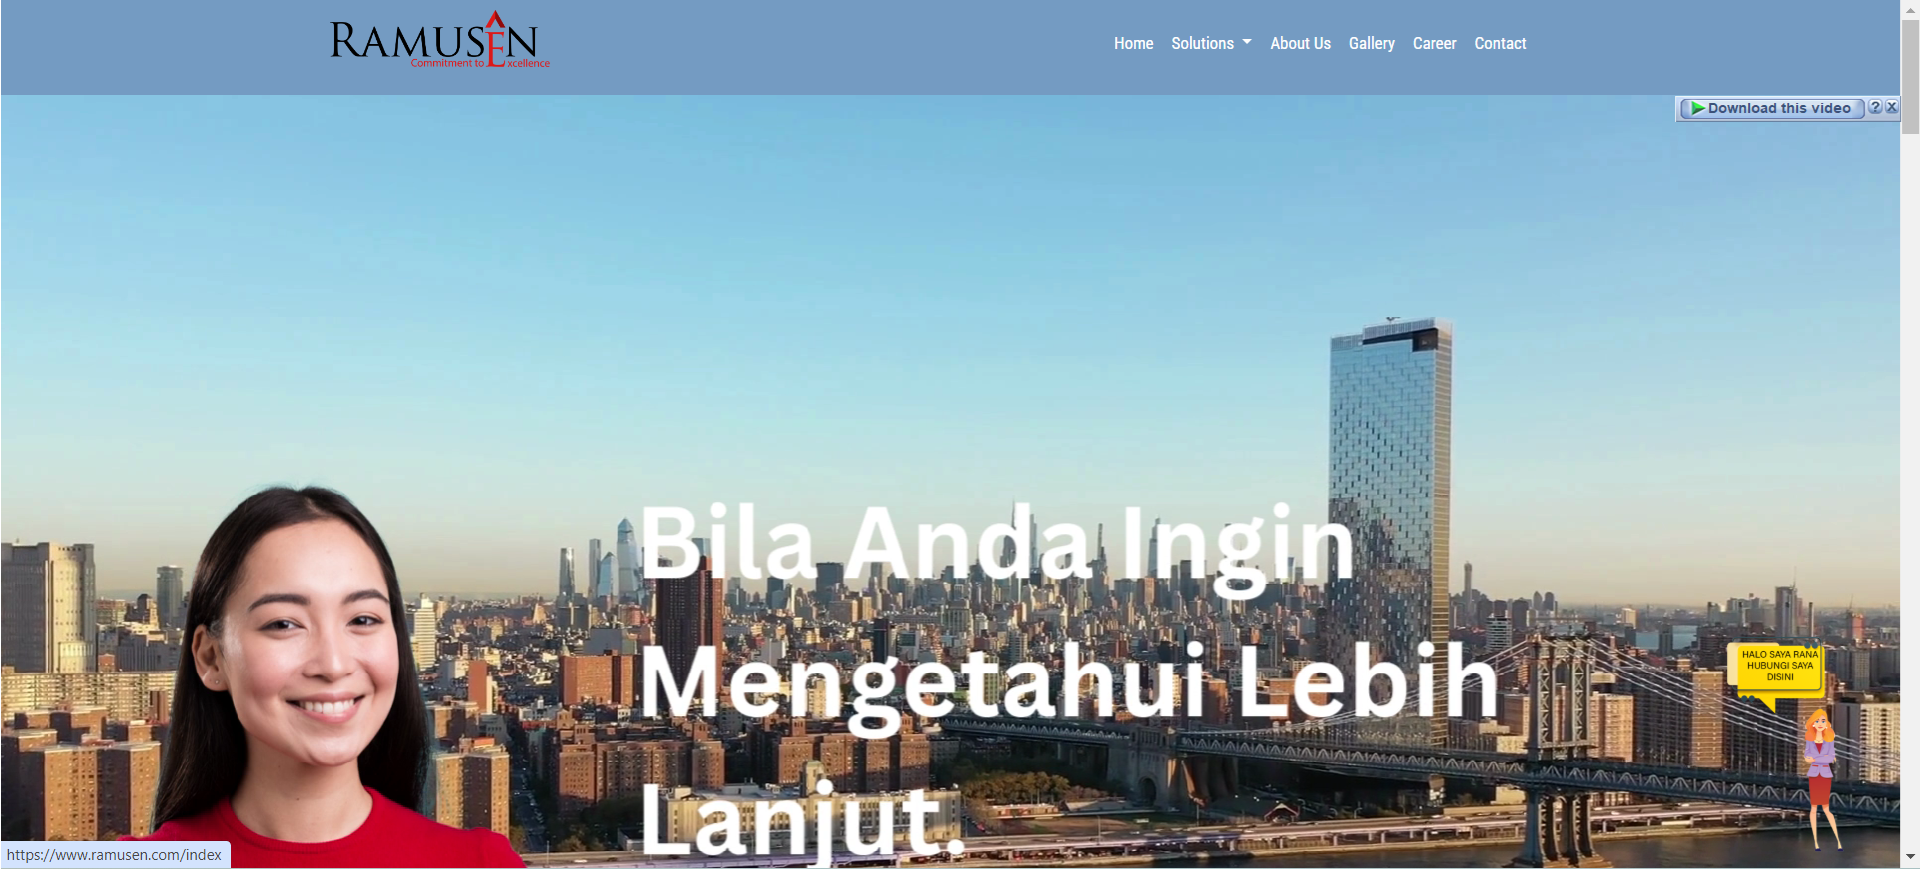 RAMUSEN
Commitment to Excellence
Home Solutions About Us Gallery Career Contact
Download this video ? X
Bila Anda Ingin
Mengetahui Lebih
Lanjut.
HALO SAYA RANA
HUBUNGI SAYA
DISINI
https://www.ramusen.com/index